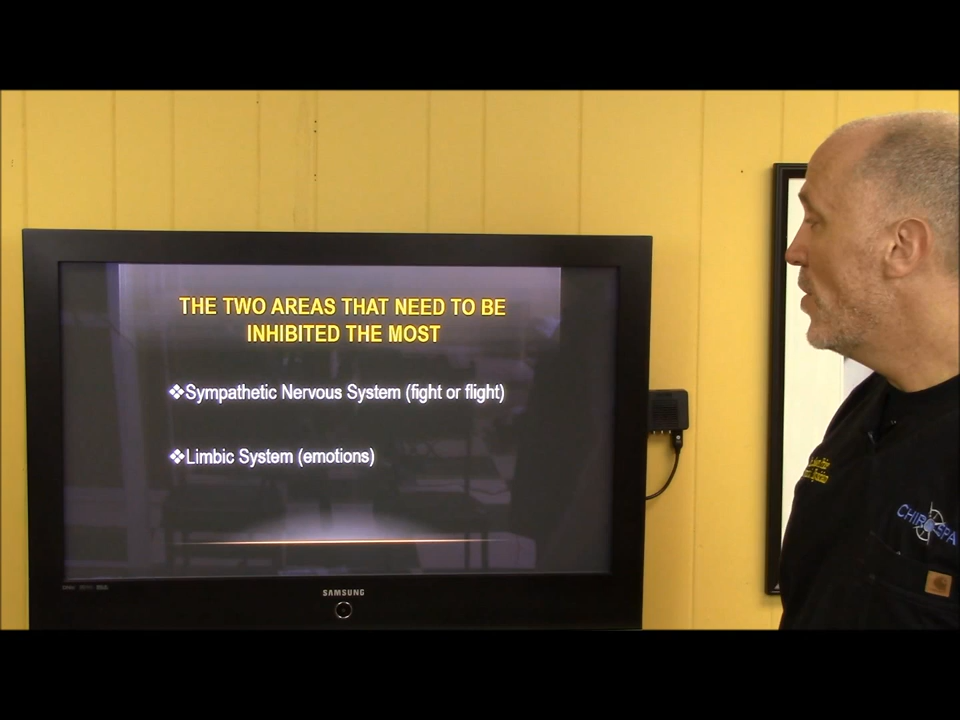 THE TWO AREAS THAT NEED TO BE
INHIBITED THE MOST
❖Sympathetic Nervous System (fight or flight)
❖Limbic System (emotions)
SAMSUNG